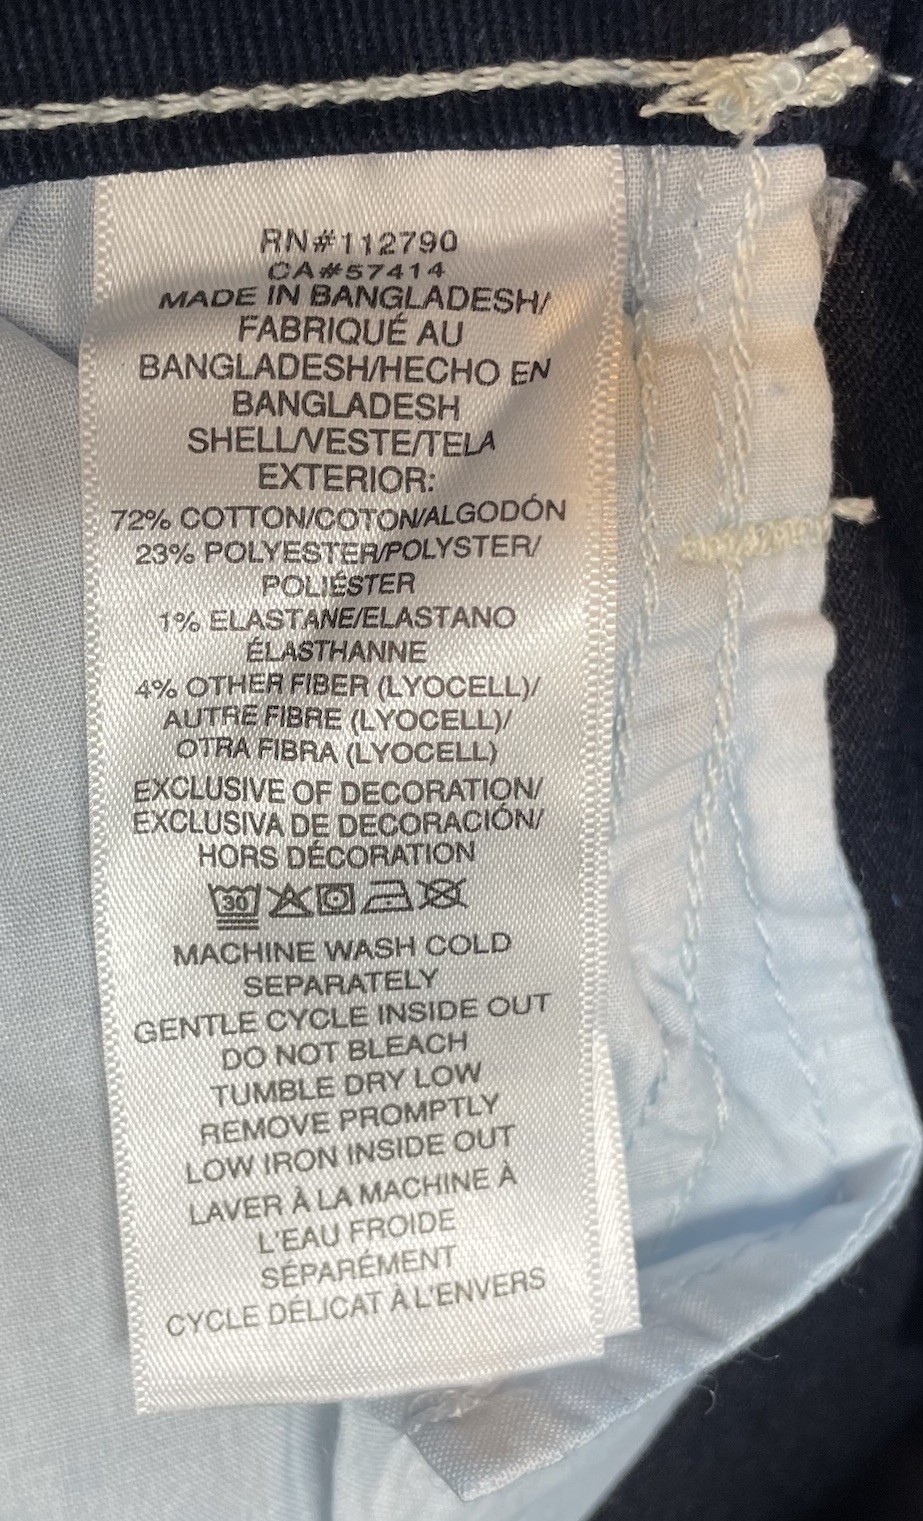 RN#112790
CA#57414
MADE IN BANGLADESH/
FABRIQUÉ AU
BANGLADESH/HECHO EN
BANGLADESH
SHELL/VESTE/TELA
EXTERIOR:
72% COTTON/COTON/ALGODÓN
23% POLYESTER/POLYSTER/
POLIÉSTER
1% ELASTANE/ELASTANO
ÉLASTHANNE
4% OTHER FIBER (LYOCELL)/
AUTRE FIBRE (LYOCELL)/
OTRA FIBRA (LYOCELL)
EXCLUSIVE OF DECORATION/
EXCLUSIVA DE DECORACIÓN/
HORS DÉCORATION
30
MACHINE WASH COLD
SEPARATELY
GENTLE CYCLE INSIDE OUT
DO NOT BLEACH
TUMBLE DRY LOW
REMOVE PROMPTLY
LOW IRON INSIDE OUT
LAVER À LA MACHINE À
L'EAU FROIDE
SÉPARÉMENT
CYCLE DÉLICAT À L'ENVERS